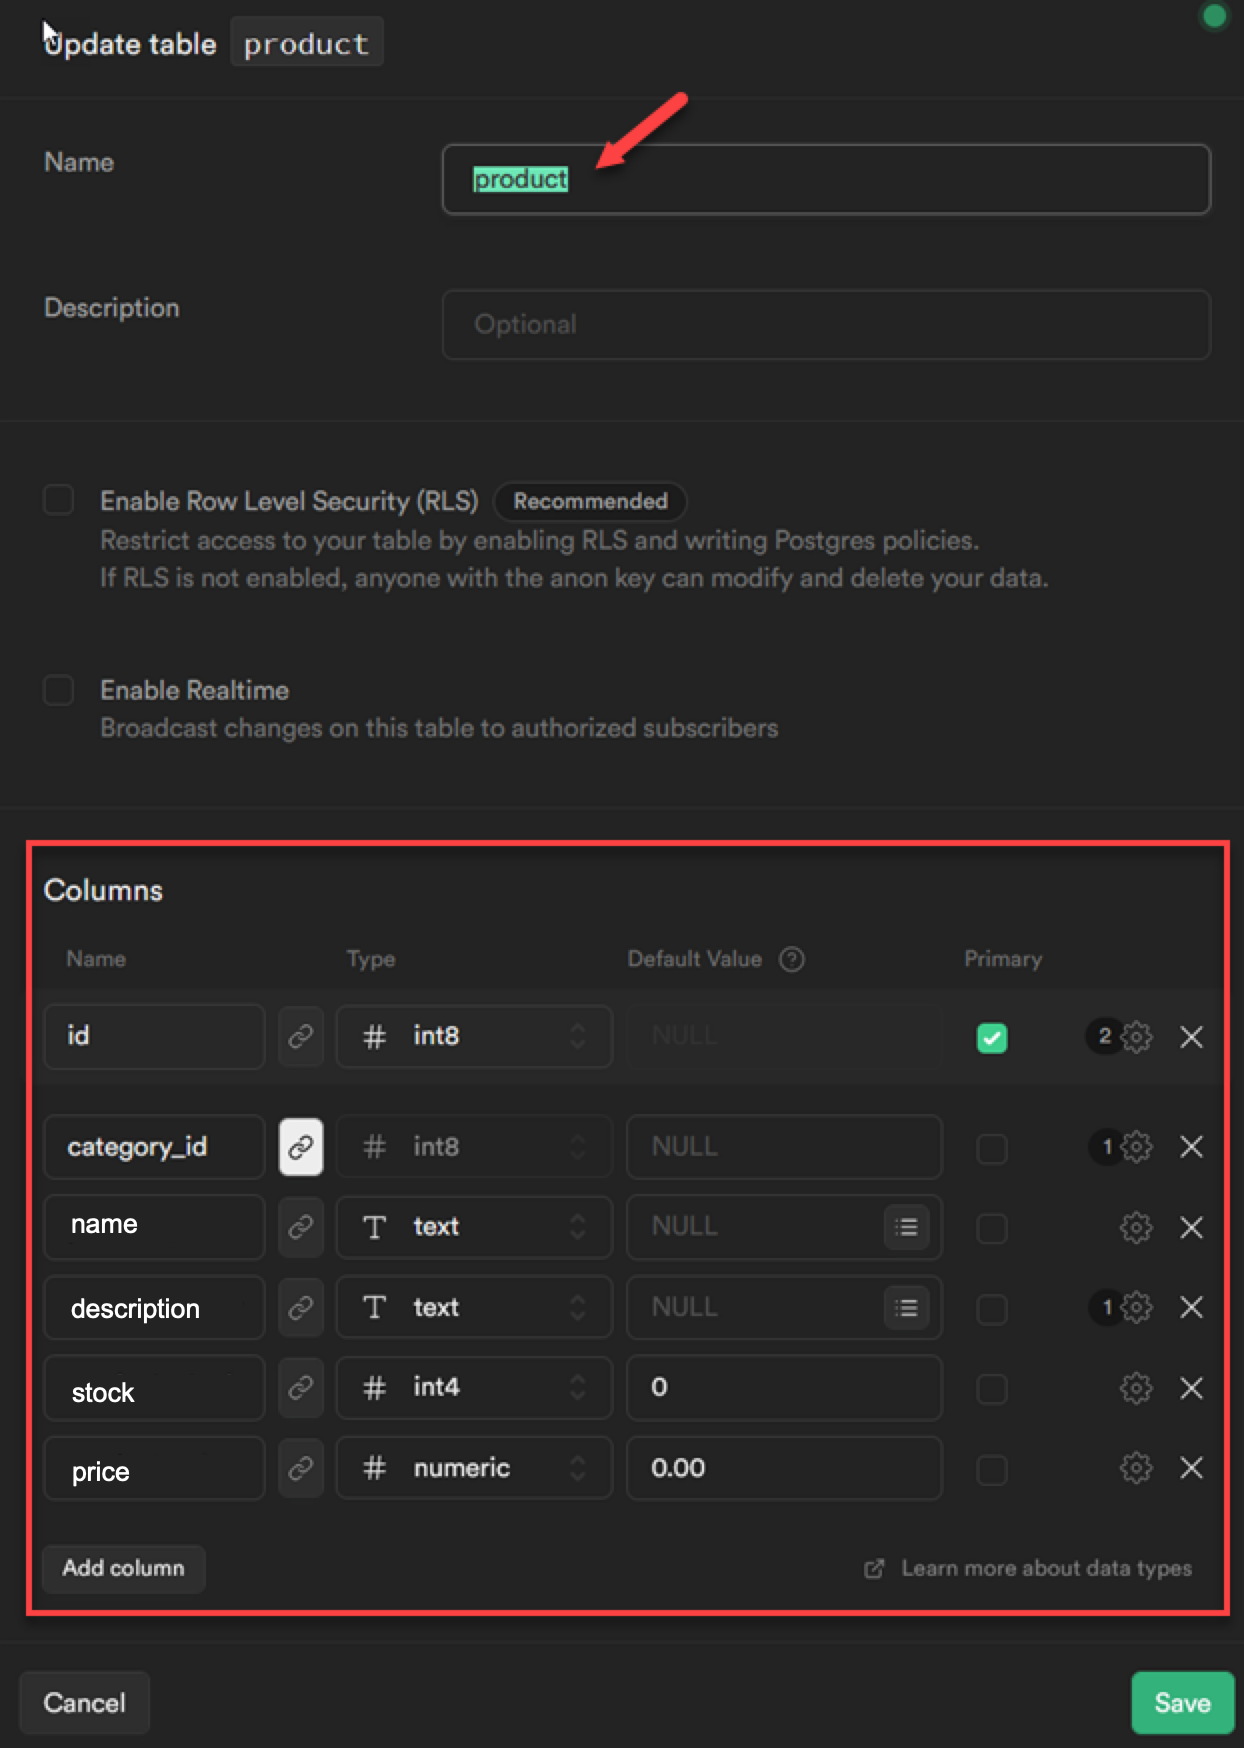 Update table product
Name
product
Description
Optional
Enable Row Level Security (RLS) Recommended
Restrict access to your table by enabling RLS and writing Postgres policies.
If RLS is not enabled, anyone with the anon key can modify and delete your data.
Enable Realtime
Broadcast changes on this table to authorized subscribers
Columns
Name Type Default Value ? Primary
id # int8 NULL 2
category_id # int8 NULL 1
name T text NULL
description T text NULL 1
stock # int4 0
price # numeric 0.00
Add column Learn more about data types
Cancel Save